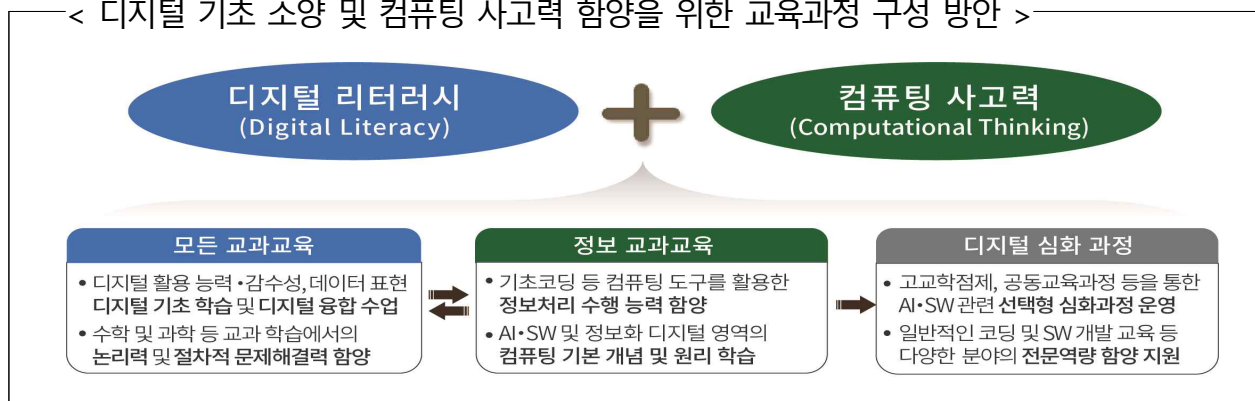 < 디지털 기초 소양 및 컴퓨팅 사고력 함양을 위한 교육과정 구성 방안 >
디지털 리터러시
(Digital Literacy)
컴퓨팅 사고력
(Computational Thinking)
모든 교과교육
• 디지털 활용 능력•감수성, 데이터 표현
디지털 기초 학습 및 디지털 융합 수업
• 수학 및 과학 등 교과 학습에서의
논리력 및 절차적 문제해결력 함양
정보 교과교육
• 기초코딩 등 컴퓨팅 도구를 활용한
정보처리 수행 능력 함양
• AI•SW 및 정보화 디지털 영역의
컴퓨팅 기본 개념 및 원리 학습
디지털 심화 과정
• 고교학점제, 공동교육과정 등을 통한
AI•SW 관련 선택형 심화과정 운영
• 일반적인 코딩 및 SW 개발 교육 등
다양한 분야의 전문역량 함양 지원